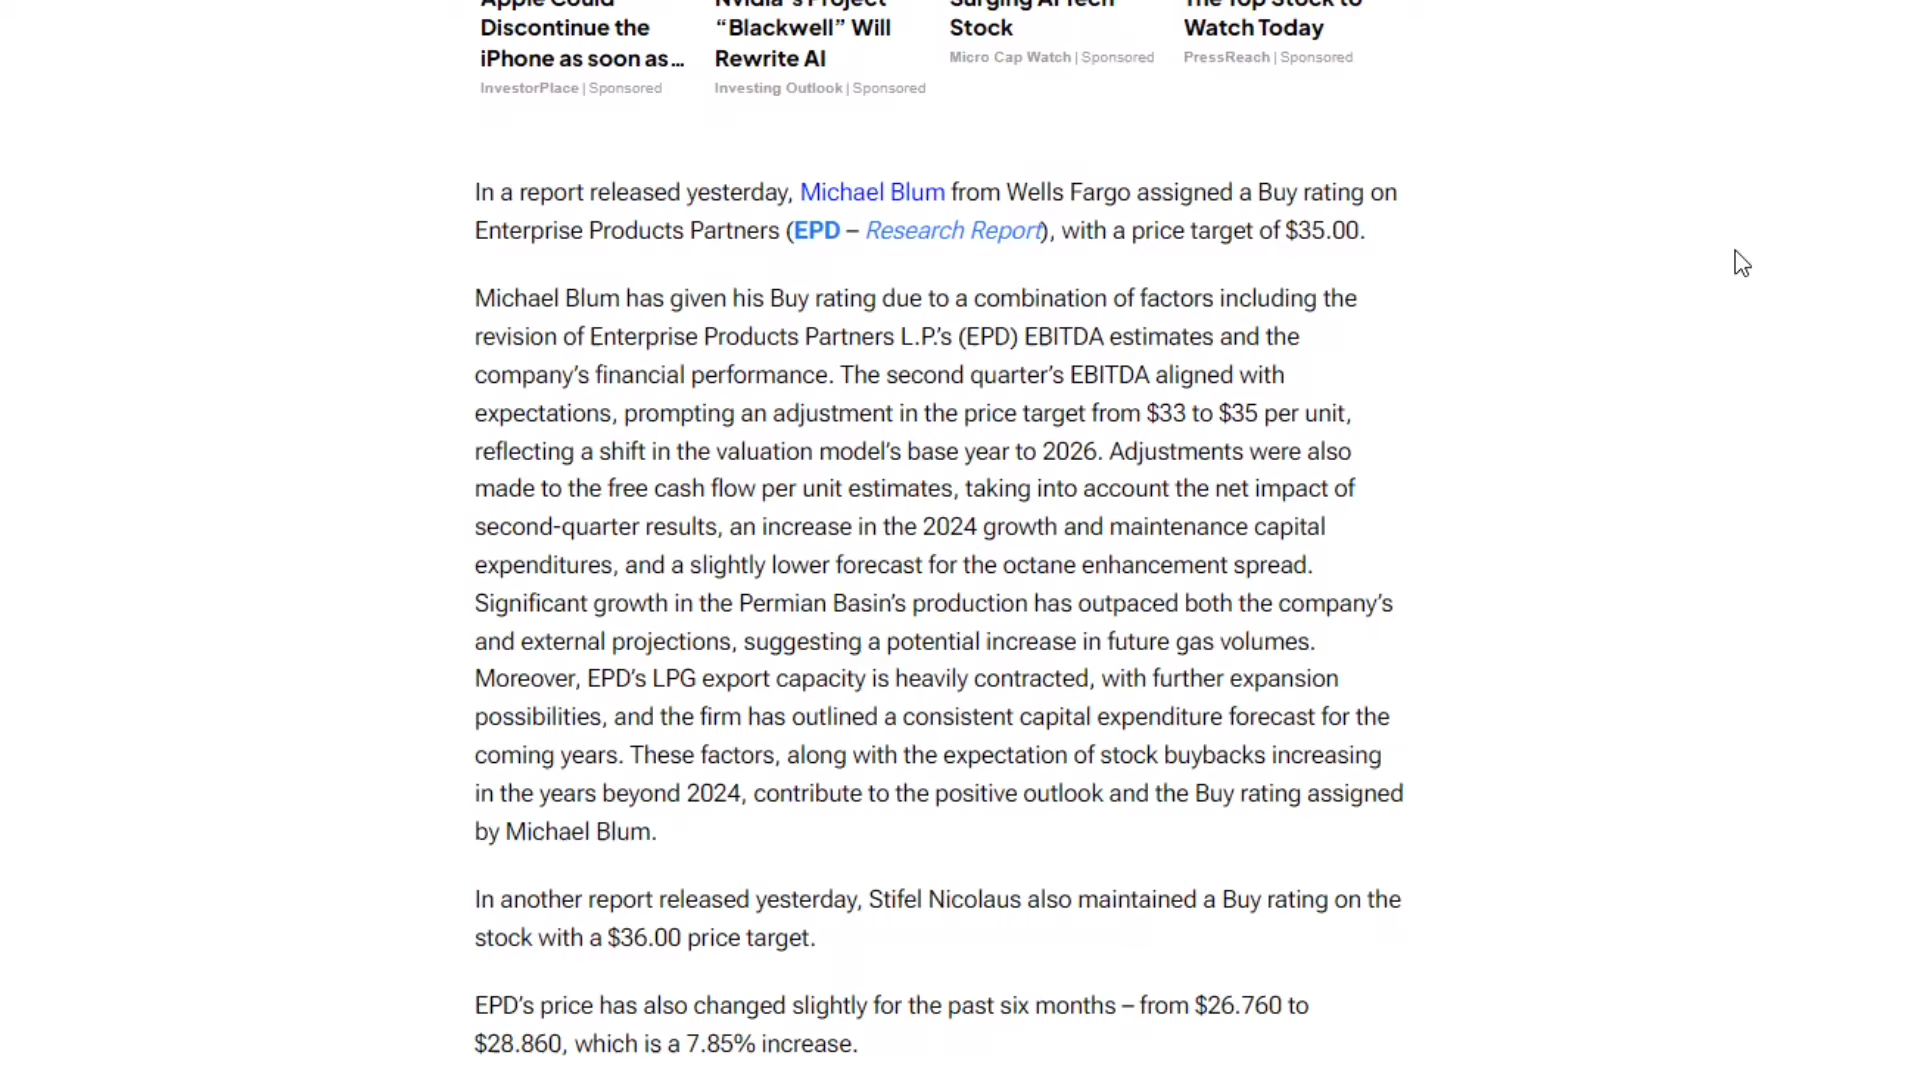 Apple Could
Discontinue the
iPhone as soon as...
InvestorPlace | Sponsored
Nvidia's Project
“Blackwell” Will
Rewrite AI
Investing Outlook | Sponsored
Surging AI Tech
Stock
Micro Cap Watch | Sponsored
The Top Stock to
Watch Today
PressReach | Sponsored
In a report released yesterday, Michael Blum from Wells Fargo assigned a Buy rating on
Enterprise Products Partners (EPD – Research Report), with a price target of $35.00.
Michael Blum has given his Buy rating due to a combination of factors including the
revision of Enterprise Products Partners L.P.’s (EPD) EBITDA estimates and the
company’s financial performance. The second quarter’s EBITDA aligned with
expectations, prompting an adjustment in the price target from $33 to $35 per unit,
reflecting a shift in the valuation model’s base year to 2026. Adjustments were also
made to the free cash flow per unit estimates, taking into account the net impact of
second-quarter results, an increase in the 2024 growth and maintenance capital
expenditures, and a slightly lower forecast for the octane enhancement spread.
Significant growth in the Permian Basin’s production has outpaced both the company’s
and external projections, suggesting a potential increase in future gas volumes.
Moreover, EPD’s LPG export capacity is heavily contracted, with further expansion
possibilities, and the firm has outlined a consistent capital expenditure forecast for the
coming years. These factors, along with the expectation of stock buybacks increasing
in the years beyond 2024, contribute to the positive outlook and the Buy rating assigned
by Michael Blum.
In another report released yesterday, Stifel Nicolaus also maintained a Buy rating on the
stock with a $36.00 price target.
EPD’s price has also changed slightly for the past six months – from $26.760 to
$28.860, which is a 7.85% increase.